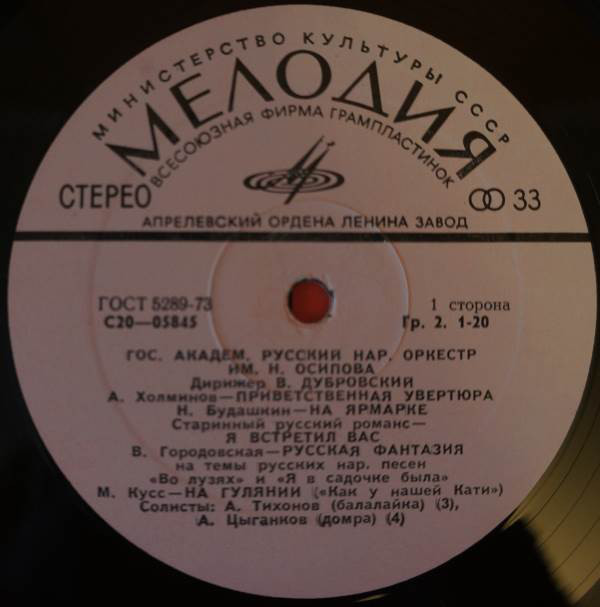 МИНИСТЕРСТВО КУЛЬТУРЫ СССР
МЕЛОДИЯ
ВСЕСОЮЗНАЯ ФИРМА ГРАМПЛАСТИНОК
СТЕРЕО 33
АПРЕЛЕВСКИЙ ОРДЕНА ЛЕНИНА ЗАВОД
ГОСТ 5289-73 1 сторона
С20—05845 Гр. 2. 1-20
ГОС. АКАДЕМ. РУССКИЙ НАР. ОРКЕСТР
ИМ. Н. ОСИПОВА
Дирижер В. ДУБРОВСКИЙ
А. Холминов—ПРИВЕТСТВЕННАЯ УВЕРТЮРА
Н. Будашкин—НА ЯРМАРКЕ
Старинный русский романс—
Я ВСТРЕТИЛ ВАС
В. Городовская—РУССКАЯ ФАНТАЗИЯ
на темы русских нар. песен
«Во лузях» и «Я в садочке была»
М. Кусс—НА ГУЛЯНИИ («Как у нашей Кати»)
Солисты: А. Тихонов (балалайка) (3),
А. Цыганков (домра) (4)